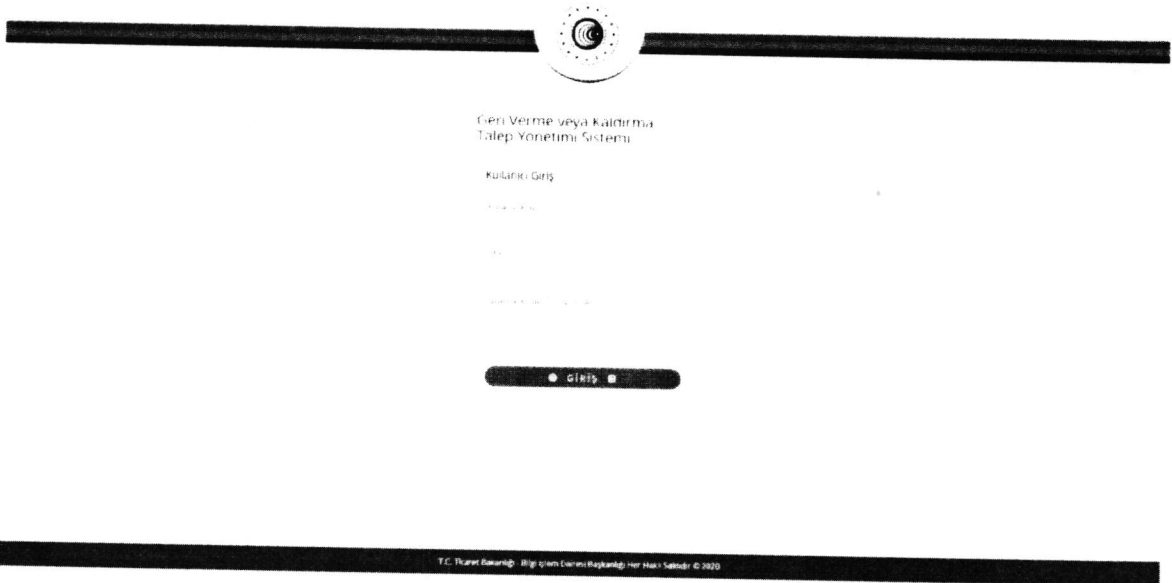 Geri Verme veya Kaldırma
Talep Yönetimi Sistemi
Kullanıcı Giriş
GİRİŞ
T.C. Ticaret Bakanlığı - Bilgi İşlem Dairesi Başkanlığı Her Hakkı Saklıdır © 2020